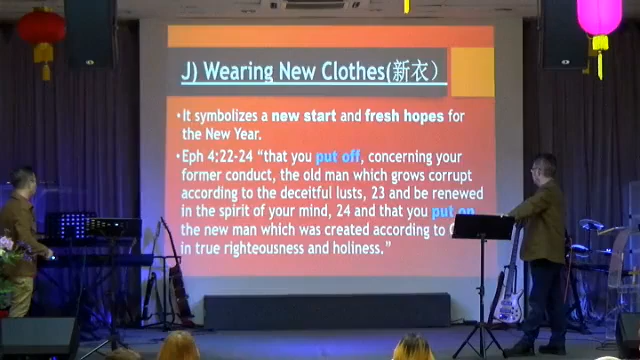 J) Wearing New Clothes(新衣）
•It symbolizes a new start and fresh hopes for
the New Year.
•Eph 4:22-24 “that you put off, concerning your
former conduct, the old man which grows corrupt
according to the deceitful lusts, 23 and be renewed
in the spirit of your mind, 24 and that you put on
the new man which was created according to
in true righteousness and holiness.”